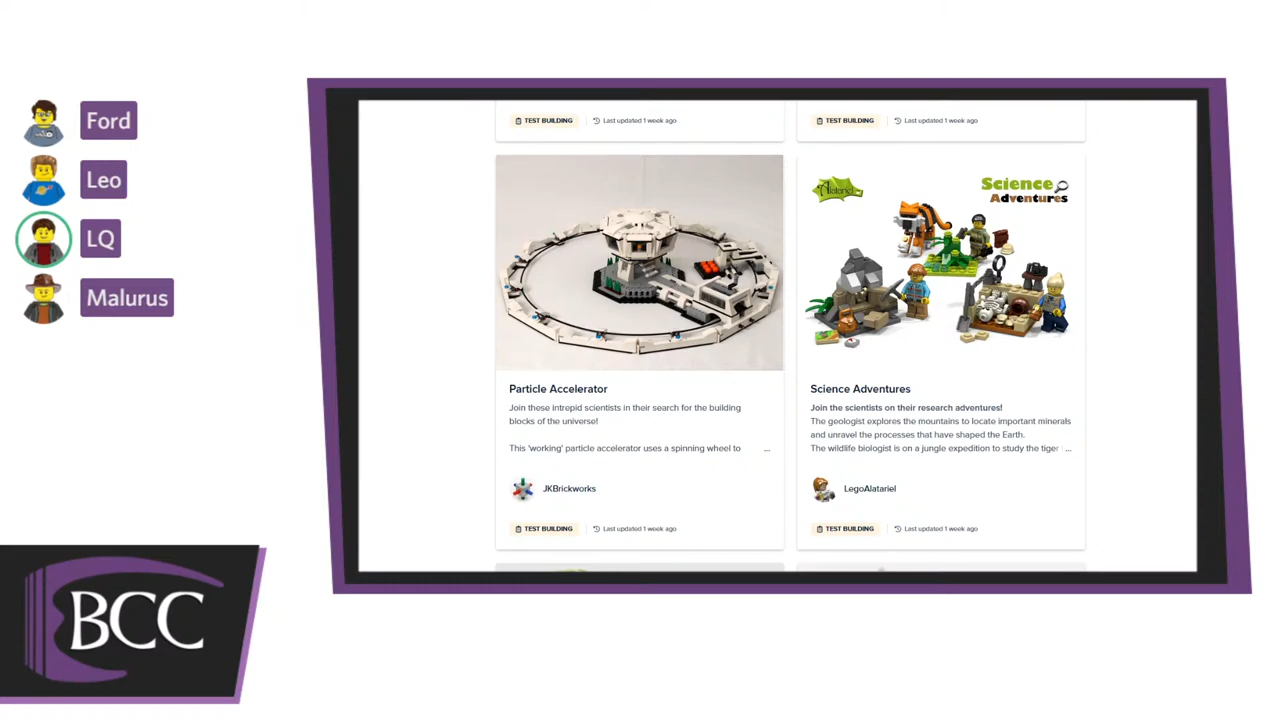 Ford
Leo
LQ
Malurus
BCC
TEST BUILDING
Last updated 1 week ago
TEST BUILDING
Last updated 1 week ago
Particle Accelerator
Join these intrepid scientists in their search for the building
blocks of the universe!
This 'working' particle accelerator uses a spinning wheel to ...
JKBrickworks
TEST BUILDING
Last updated 1 week ago
Alatariel
Science
Adventures
Science Adventures
Join the scientists on their research adventures!
The geologist explores the mountains to locate important minerals
and unravel the processes that have shaped the Earth.
The wildlife biologist is on a jungle expedition to study the tiger ...
LegoAlatariel
TEST BUILDING
Last updated 1 week ago